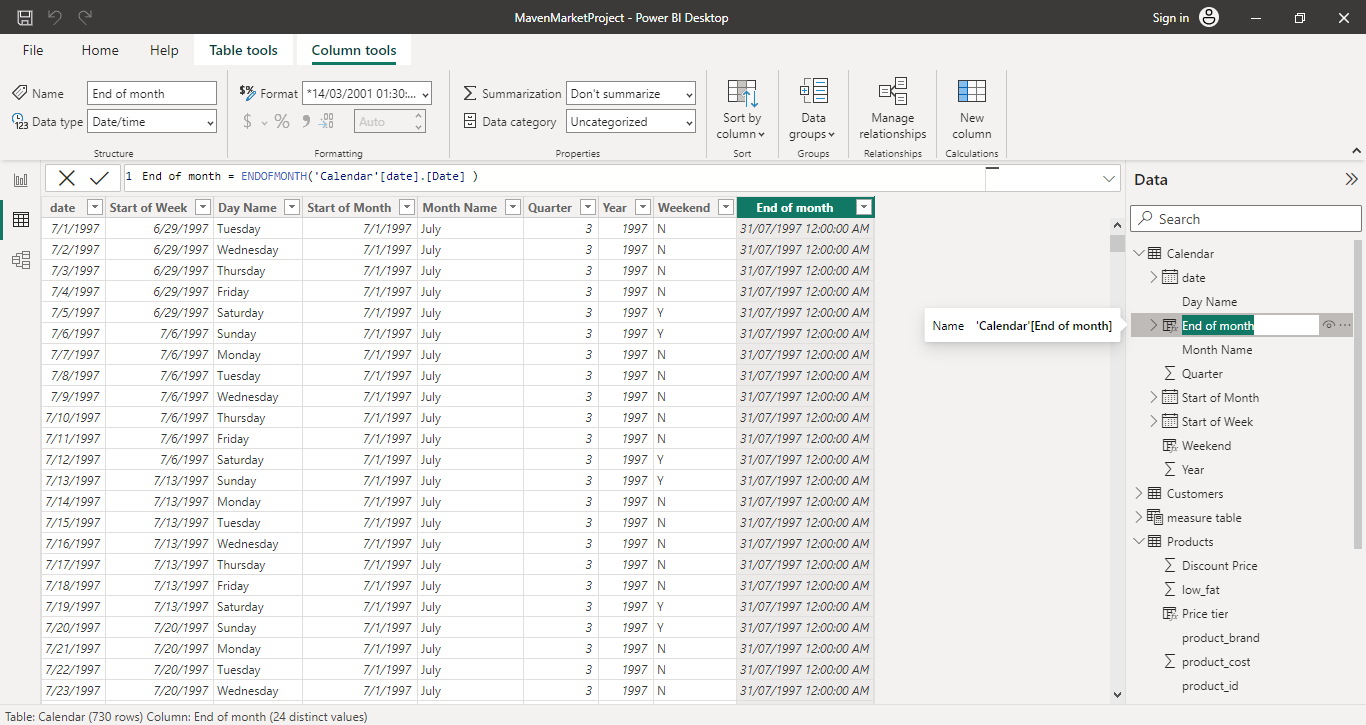 MavenMarketProject - Power BI Desktop
Sign in
File Home Help Table tools Column tools
Name End of month
Data type Date/time
Structure
Format *14/03/2001 01:30:...
$ % 9 .00 Auto
Formatting
Summarization Don't summarize
Data category Uncategorized
Properties
Sort by
column
Sort
Data
groups
Groups
Manage
relationships
Relationships
New
column
Calculations
1 End of month = ENDOFMONTH('Calendar'[date].[Date] )
date Start of Week Day Name Start of Month Month Name Quarter Year Weekend End of month
7/1/1997 6/29/1997 Tuesday 7/1/1997 July 3 1997 N 31/07/1997 12:00:00 AM
7/2/1997 6/29/1997 Wednesday 7/1/1997 July 3 1997 N 31/07/1997 12:00:00 AM
7/3/1997 6/29/1997 Thursday 7/1/1997 July 3 1997 N 31/07/1997 12:00:00 AM
7/4/1997 6/29/1997 Friday 7/1/1997 July 3 1997 N 31/07/1997 12:00:00 AM
7/5/1997 6/29/1997 Saturday 7/1/1997 July 3 1997 Y 31/07/1997 12:00:00 AM
7/6/1997 7/6/1997 Sunday 7/1/1997 July 3 1997 Y 31/07/1997 12:00:00 AM
7/7/1997 7/6/1997 Monday 7/1/1997 July 3 1997 N 31/07/1997 12:00:00 AM
7/8/1997 7/6/1997 Tuesday 7/1/1997 July 3 1997 N 31/07/1997 12:00:00 AM
7/9/1997 7/6/1997 Wednesday 7/1/1997 July 3 1997 N 31/07/1997 12:00:00 AM
7/10/1997 7/6/1997 Thursday 7/1/1997 July 3 1997 N 31/07/1997 12:00:00 AM
7/11/1997 7/6/1997 Friday 7/1/1997 July 3 1997 N 31/07/1997 12:00:00 AM
7/12/1997 7/6/1997 Saturday 7/1/1997 July 3 1997 Y 31/07/1997 12:00:00 AM
7/13/1997 7/13/1997 Sunday 7/1/1997 July 3 1997 Y 31/07/1997 12:00:00 AM
7/14/1997 7/13/1997 Monday 7/1/1997 July 3 1997 N 31/07/1997 12:00:00 AM
7/15/1997 7/13/1997 Tuesday 7/1/1997 July 3 1997 N 31/07/1997 12:00:00 AM
7/16/1997 7/13/1997 Wednesday 7/1/1997 July 3 1997 N 31/07/1997 12:00:00 AM
7/17/1997 7/13/1997 Thursday 7/1/1997 July 3 1997 N 31/07/1997 12:00:00 AM
7/18/1997 7/13/1997 Friday 7/1/1997 July 3 1997 N 31/07/1997 12:00:00 AM
7/19/1997 7/13/1997 Saturday 7/1/1997 July 3 1997 Y 31/07/1997 12:00:00 AM
7/20/1997 7/20/1997 Sunday 7/1/1997 July 3 1997 Y 31/07/1997 12:00:00 AM
7/21/1997 7/20/1997 Monday 7/1/1997 July 3 1997 N 31/07/1997 12:00:00 AM
7/22/1997 7/20/1997 Tuesday 7/1/1997 July 3 1997 N 31/07/1997 12:00:00 AM
7/23/1997 7/20/1997 Wednesday 7/1/1997 July 3 1997 N 31/07/1997 12:00:00 AM
Name 'Calendar'[End of month]
Data
Search
Calendar
date
Day Name
End of month
Month Name
Quarter
Start of Month
Start of Week
Weekend
Year
Customers
measure table
Products
Discount Price
low_fat
Price tier
product_brand
product_cost
product_id
Table: Calendar (730 rows) Column: End of month (24 distinct values)